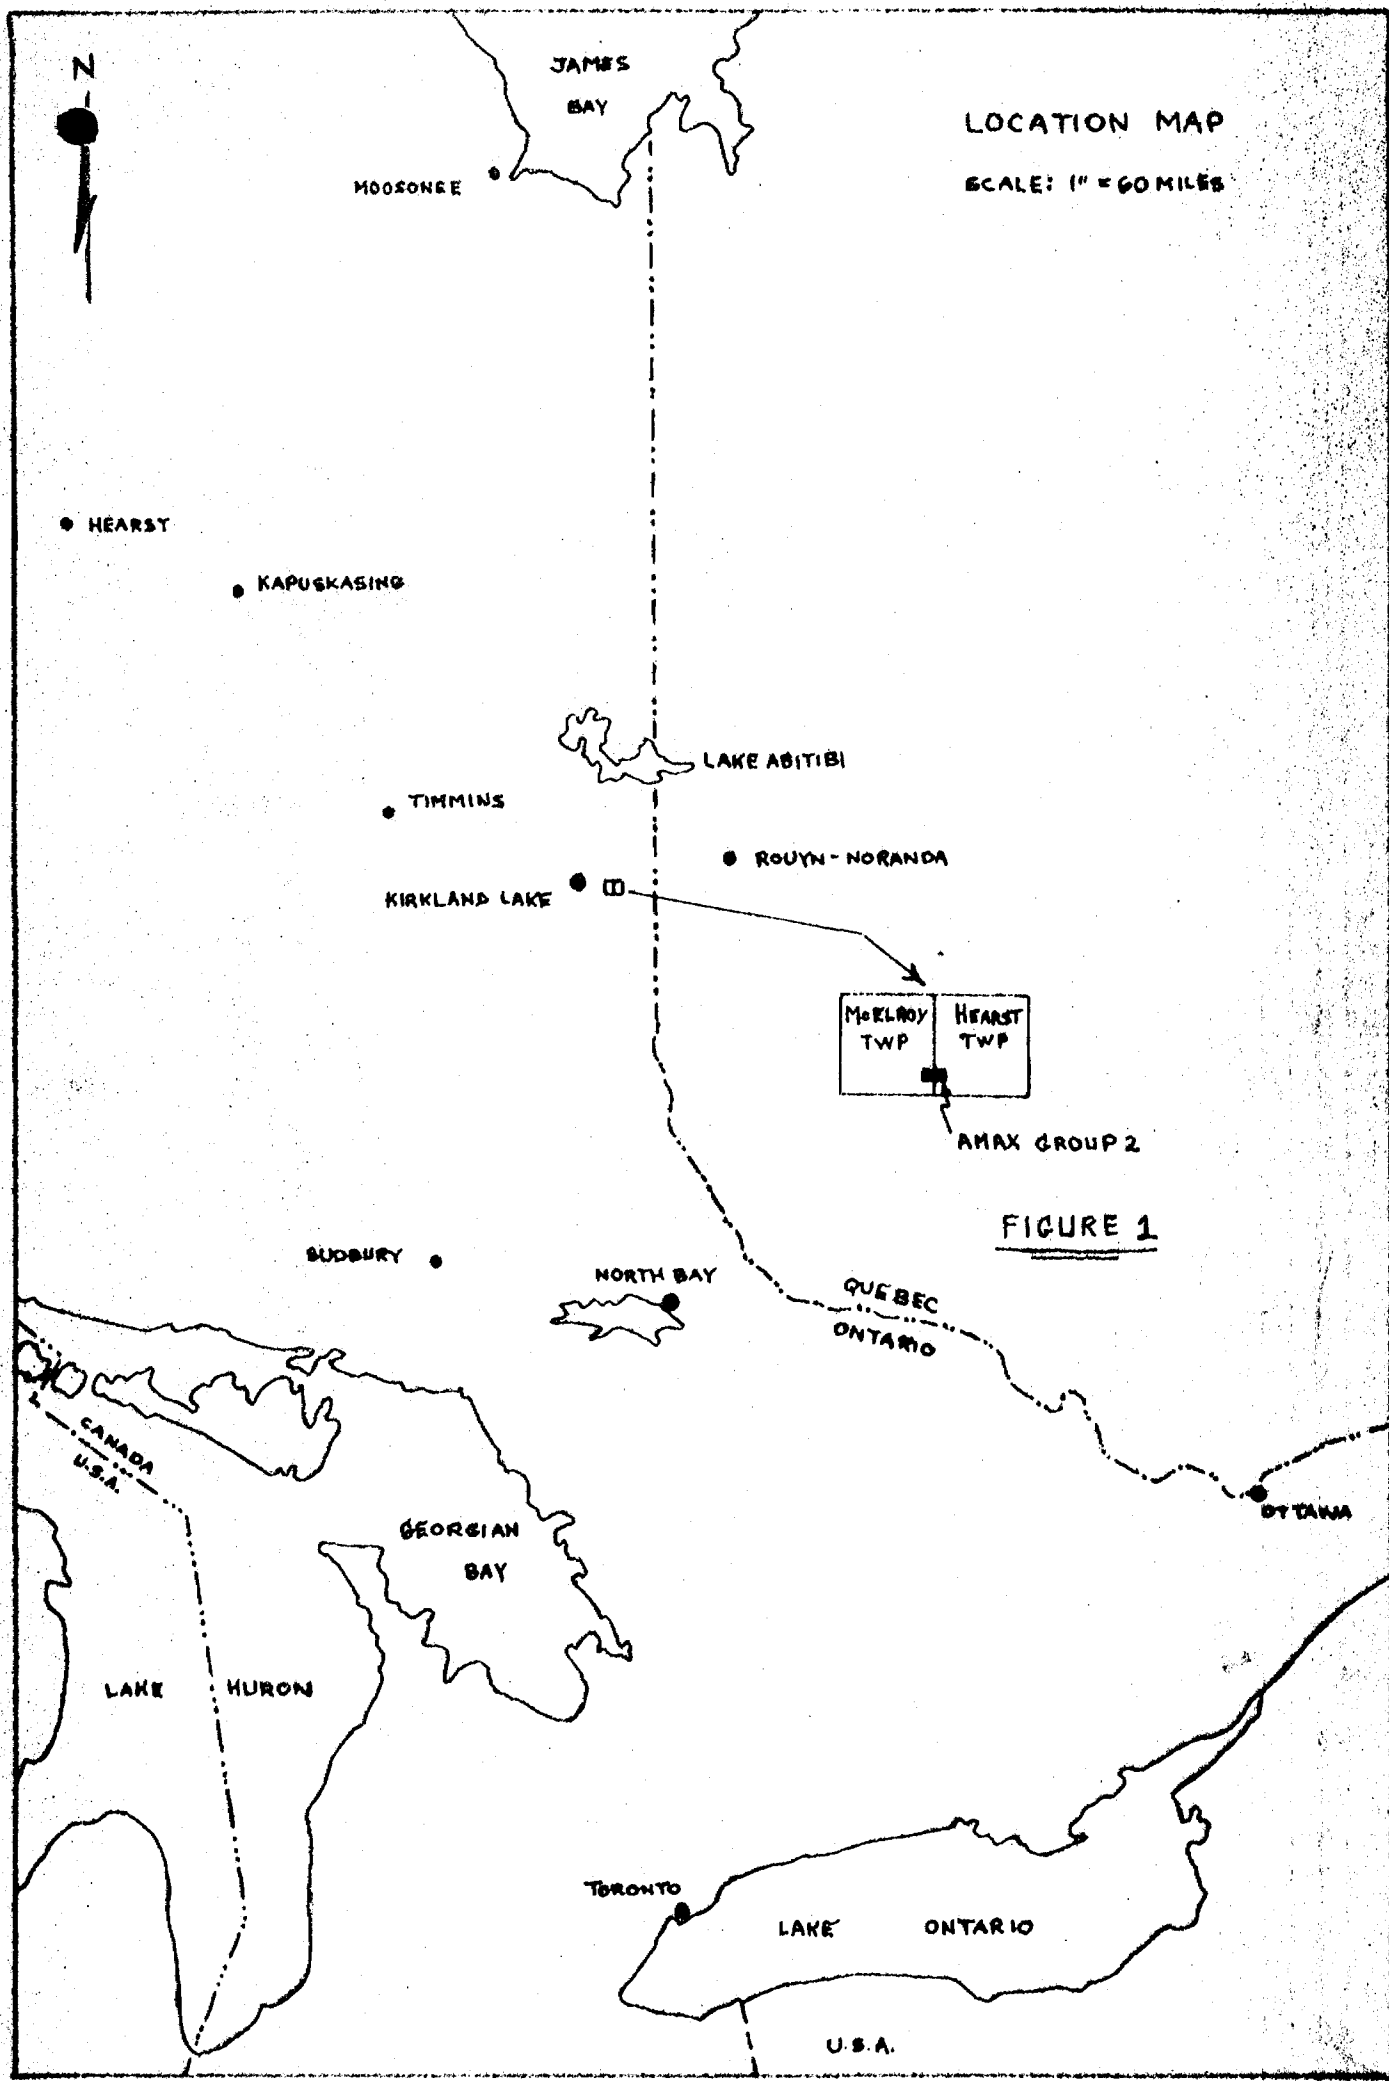 N
JAMES
BAY
LOCATION MAP
SCALE: 1" = 60 MILES
MOOSONEE
HEARST
KAPUSKASING
LAKE ABITIBI
TIMMINS
ROUYN-NORANDA
KIRKLAND LAKE
McELROY
TWP
HEARST
TWP
AMAX GROUP 2
FIGURE 1
SUDBURY
NORTH BAY
QUEBEC
ONTARIO
CANADA
U.S.A.
OTTAWA
GEORGIAN
BAY
LAKE HURON
TORONTO
LAKE ONTARIO
U.S.A.